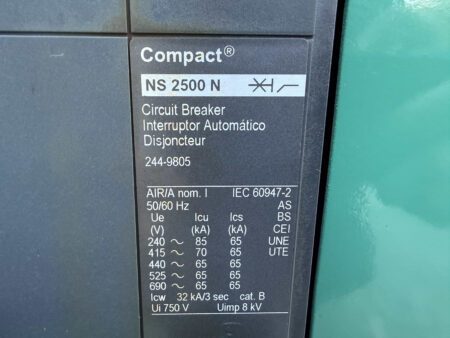 Compact®
NS 2500 N
Circuit Breaker
Interruptor Automático
Disjoncteur
244-9805
AIR/A nom. I IEC 60947-2
50/60 Hz AS
Ue Icu Ics BS
(V) (kA) (kA) CEI
240 ~ 85 65 UNE
415 ~ 70 65 UTE
440 ~ 65 65
525 ~ 65 65
690 ~ 65 65
Icw 32 kA/3 sec cat. B
Ui 750 V Uimp 8 kV